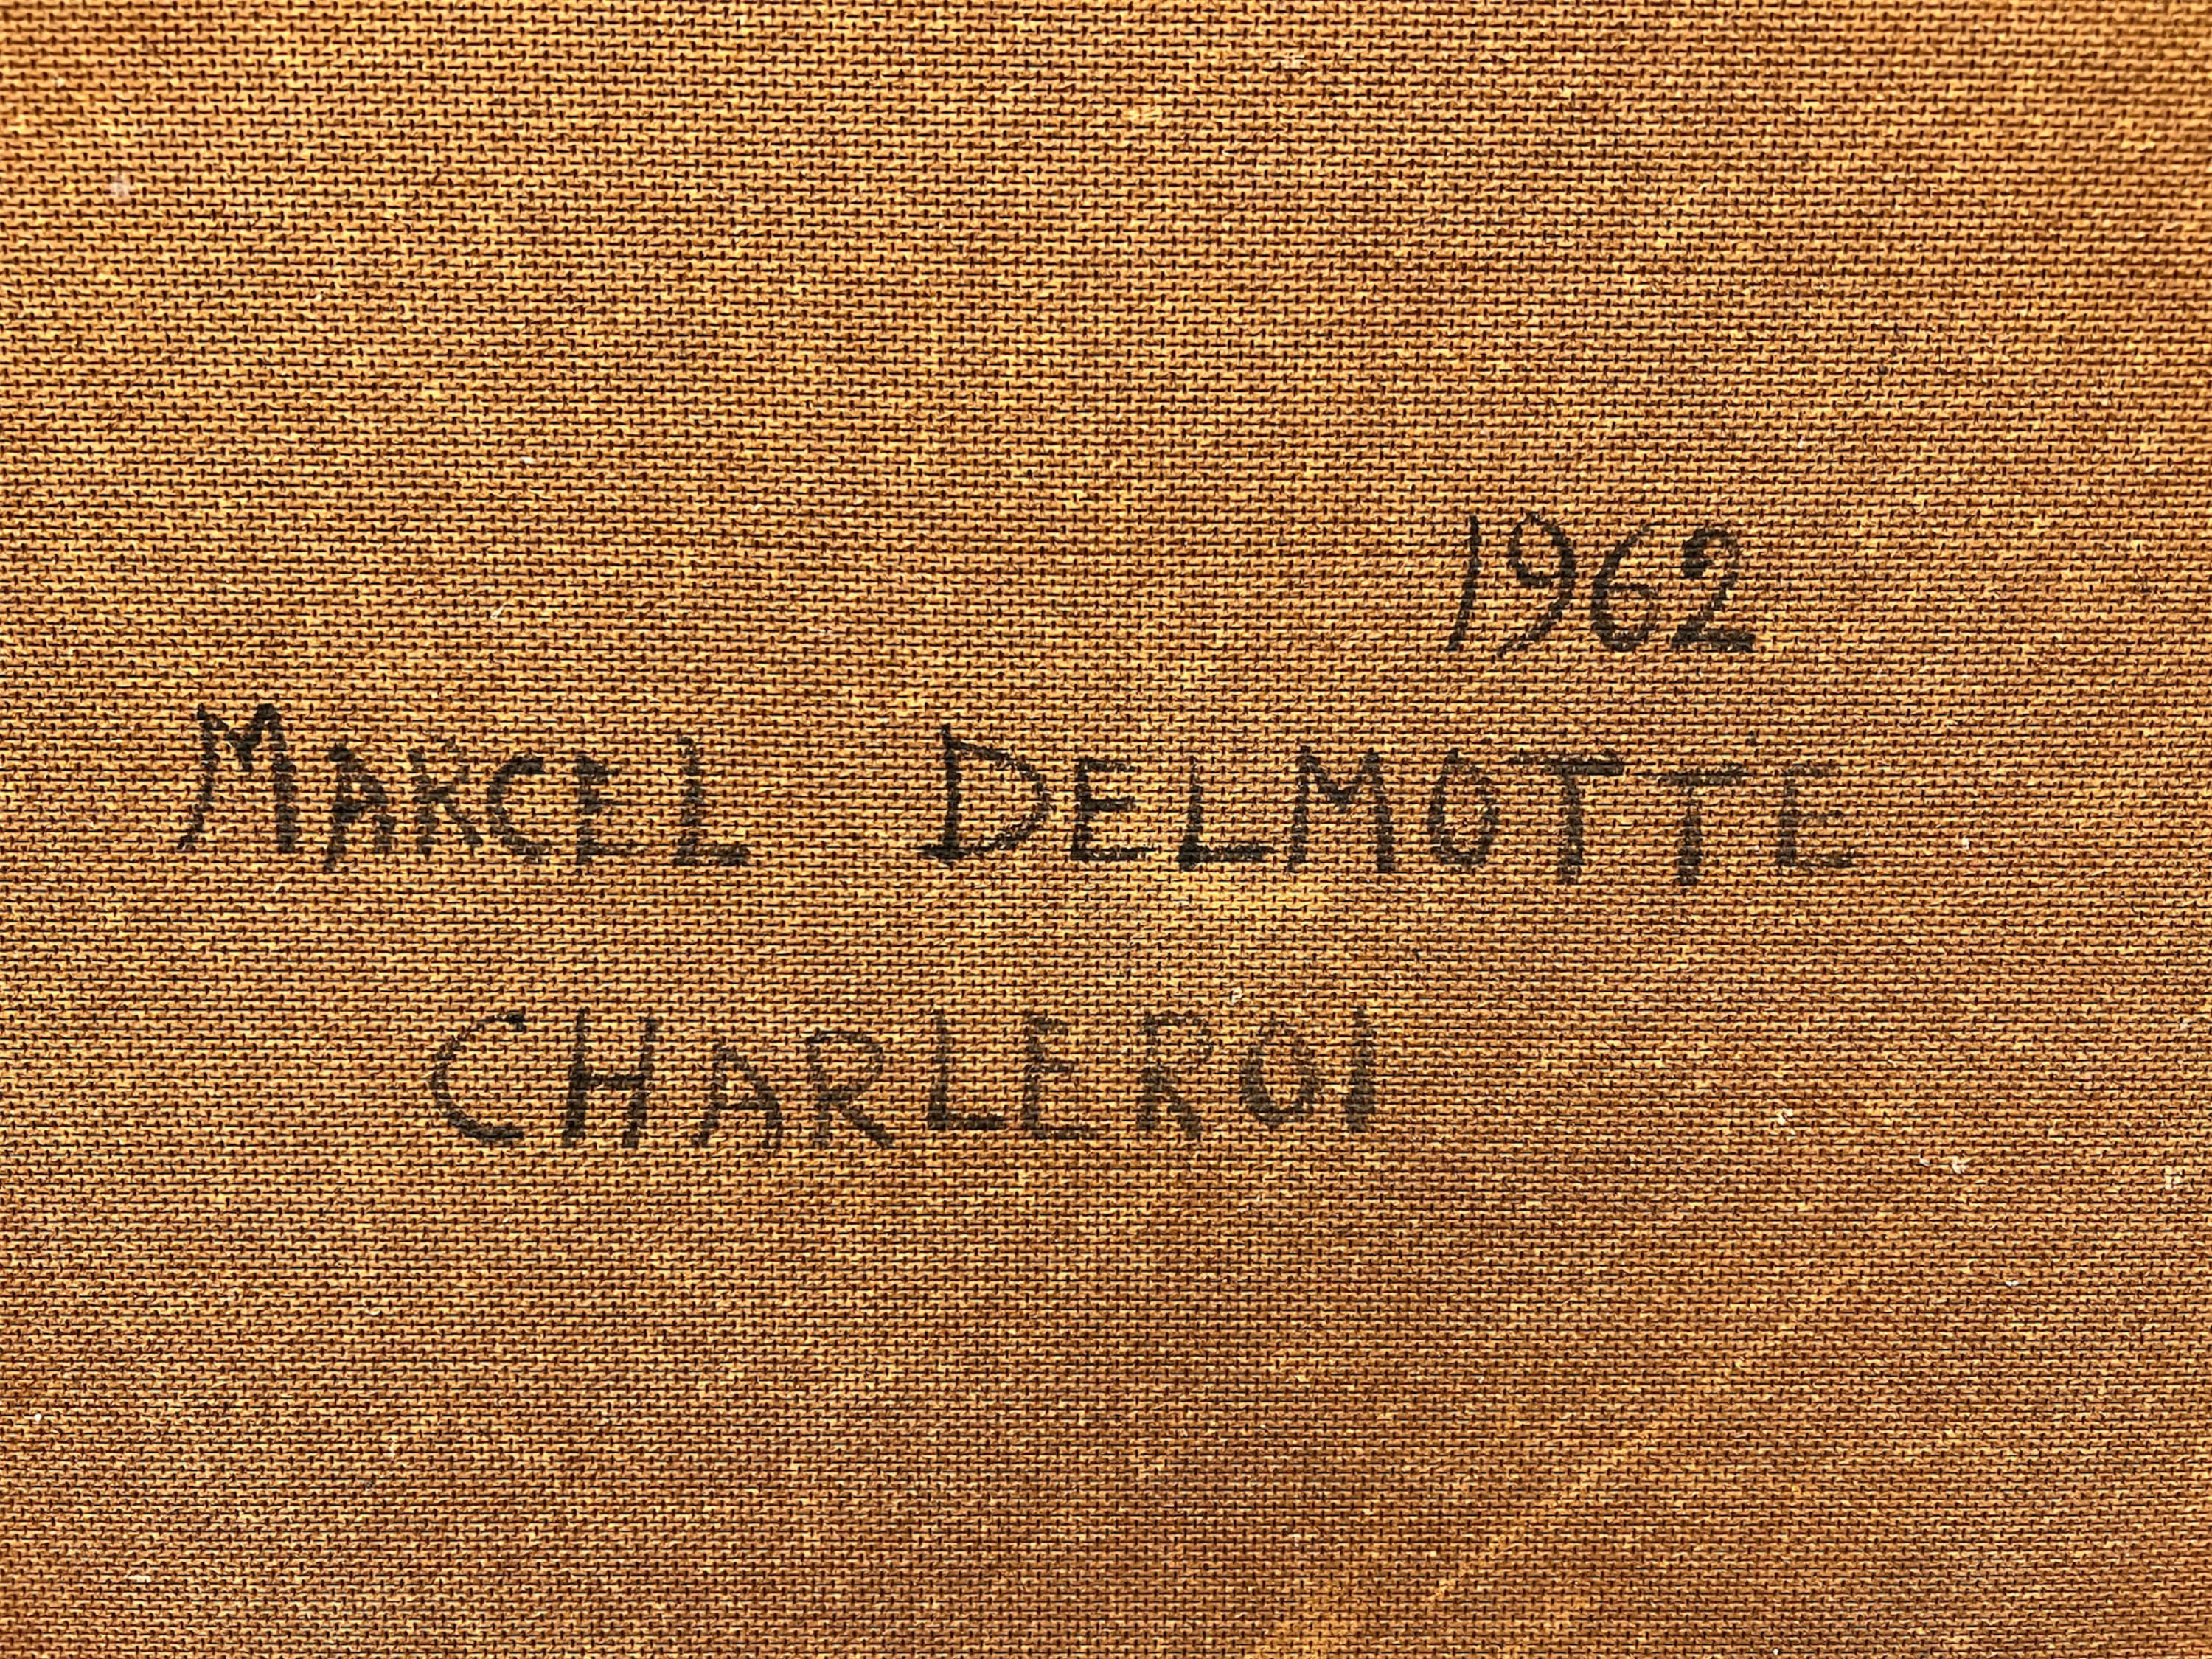 1962
MARCEL DELMOTTE
CHARLEROI